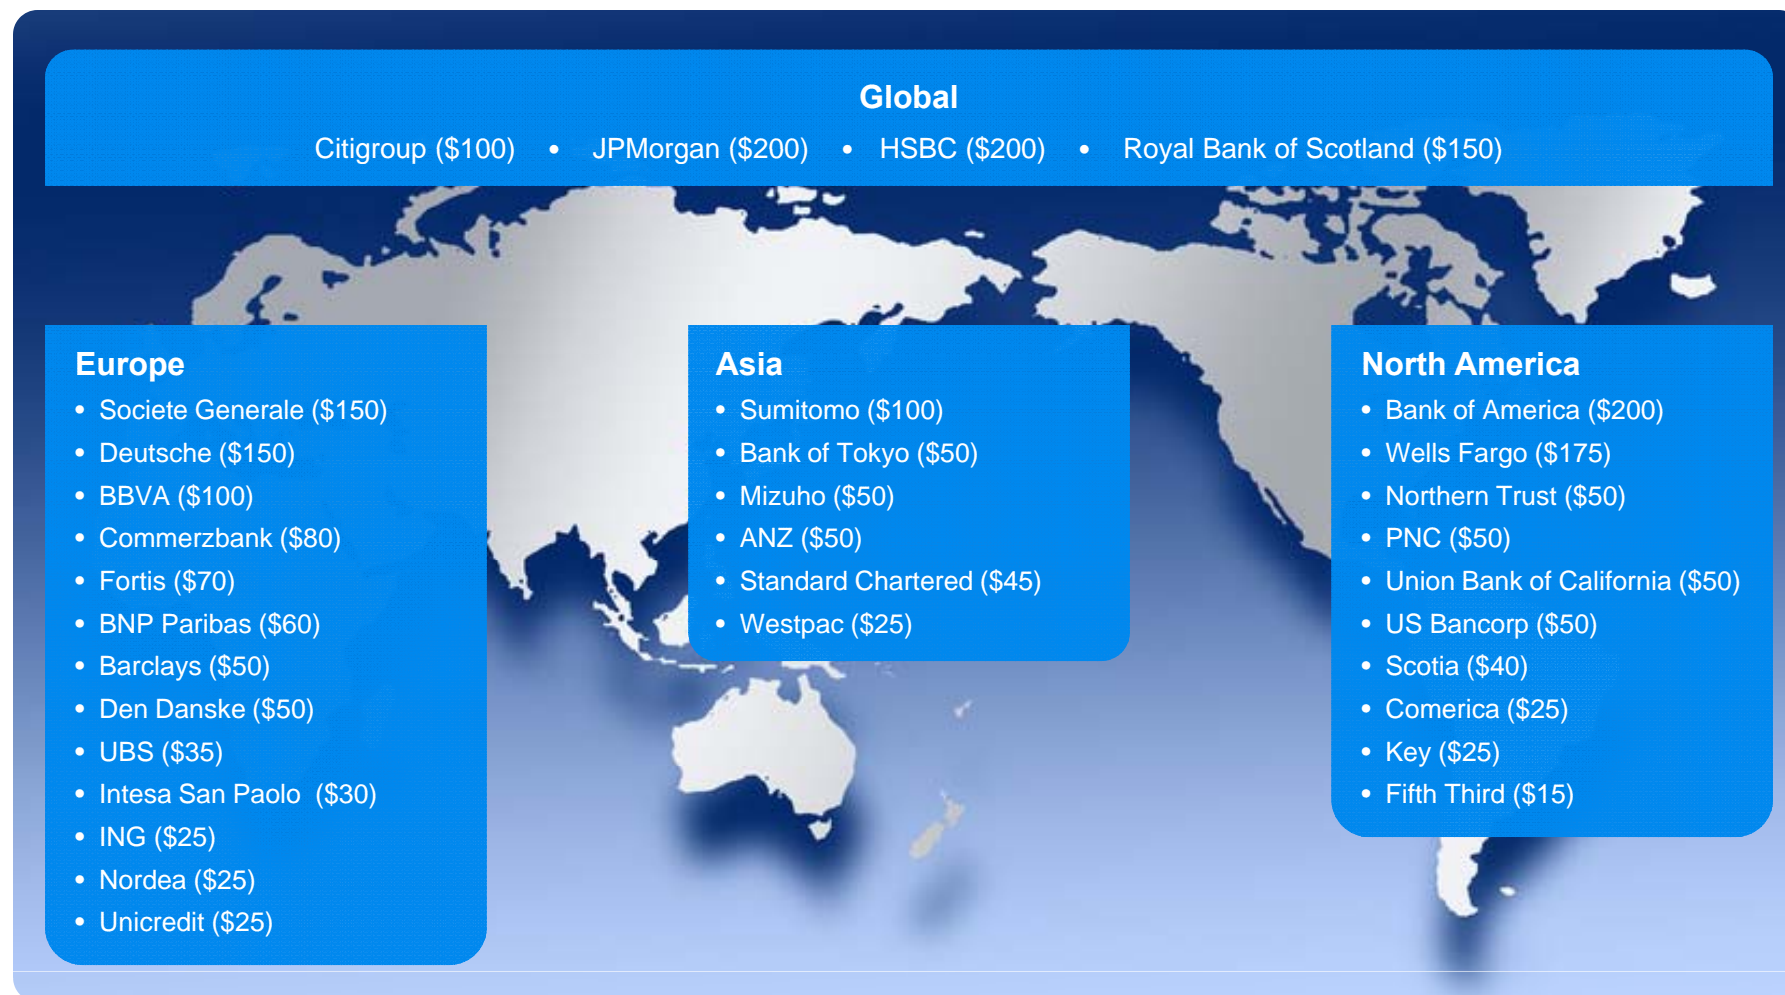 Global
Citigroup ($100) • JPMorgan ($200) • HSBC ($200) • Royal Bank of Scotland ($150)
Europe
• Societe Generale ($150)
• Deutsche ($150)
• BBVA ($100)
• Commerzbank ($80)
• Fortis ($70)
• BNP Paribas ($60)
• Barclays ($50)
• Den Danske ($50)
• UBS ($35)
• Intesa San Paolo ($30)
• ING ($25)
• Nordea ($25)
• Unicredit ($25)
Asia
• Sumitomo ($100)
• Bank of Tokyo ($50)
• Mizuho ($50)
• ANZ ($50)
• Standard Chartered ($45)
• Westpac ($25)
North America
• Bank of America ($200)
• Wells Fargo ($175)
• Northern Trust ($50)
• PNC ($50)
• Union Bank of California ($50)
• US Bancorp ($50)
• Scotia ($40)
• Comerica ($25)
• Key ($25)
• Fifth Third ($15)